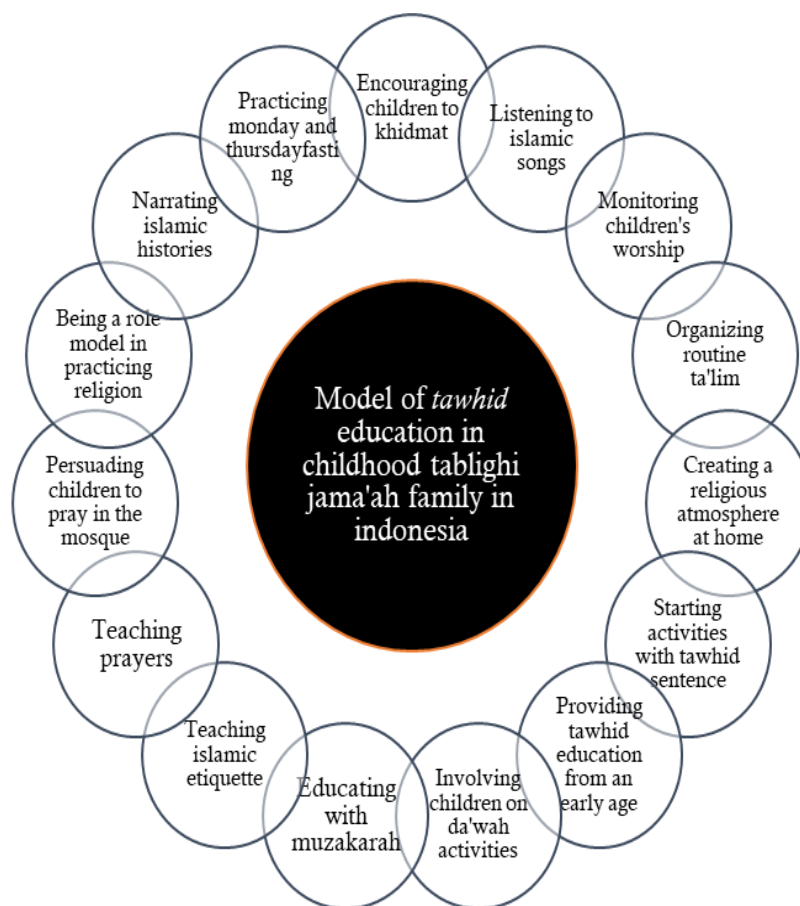 Encouraging
children to
khidmat
Listening to
islamic
songs
Monitoring
children's
worship
Organizing
routine
ta'lim
Creating a
religious
atmosphere
at home
Starting
activities
with tawhid
sentence
Providing
tawhid
education
from an
early age
Involving
children on
da'wah
activities
Educating
with
muzakarah
Teaching
islamic
etiquette
Teaching
prayers
Persuading
children to
pray in the
mosque
Being a role
model in
practicing
religion
Narrating
islamic
histories
Practicing
monday and
thursdayfasti
ng
Model of tawhid
education in
childhood tablighi
jama'ah family in
indonesia